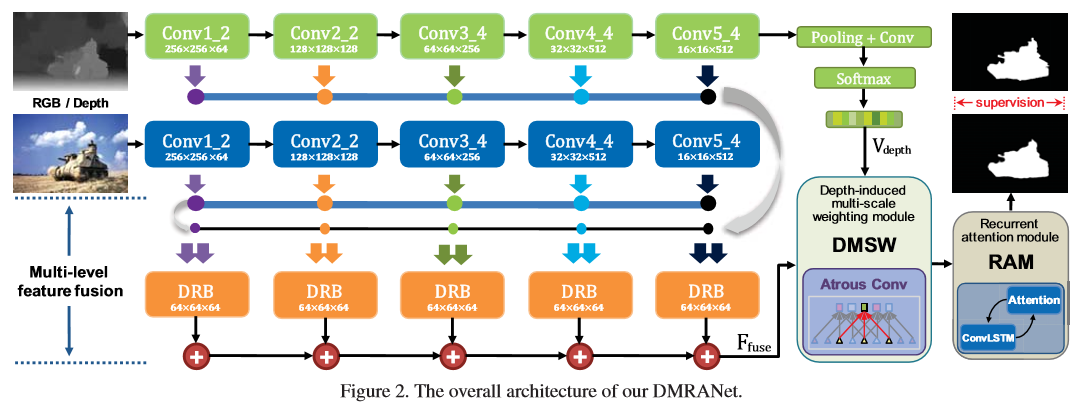 Conv1_2
256×256×64
Conv2_2
128×128×128
Conv3_4
64×64×256
Conv4_4
32×32×512
Conv5_4
16×16×512
Pooling + Conv
Softmax
V_depth
RGB / Depth
supervision
Conv1_2
256×256×64
Conv2_2
128×128×128
Conv3_4
64×64×256
Conv4_4
32×32×512
Conv5_4
16×16×512
Multi-level
feature fusion
DRB
64×64×64
DRB
64×64×64
DRB
64×64×64
DRB
64×64×64
DRB
64×64×64
F_fuse
Depth-induced
multi-scale
weighting module
DMSW
Atrous Conv
Recurrent
attention module
RAM
Attention
ConvLSTM
Figure 2. The overall architecture of our DMRANet.